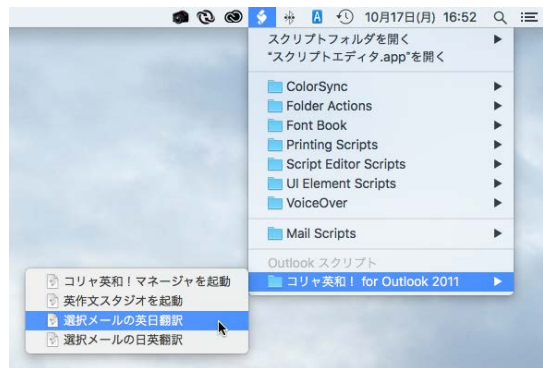 A 10月17日(月) 16:52
スクリプトフォルダを開く
“スクリプトエディタ.app”を開く
ColorSync
Folder Actions
Font Book
Printing Scripts
Script Editor Scripts
UI Element Scripts
VoiceOver
Mail Scripts
Outlook スクリプト
コリャ英和！ for Outlook 2011
コリャ英和！マネージャを起動
英作文スタジオを起動
選択メールの英日翻訳
選択メールの日英翻訳